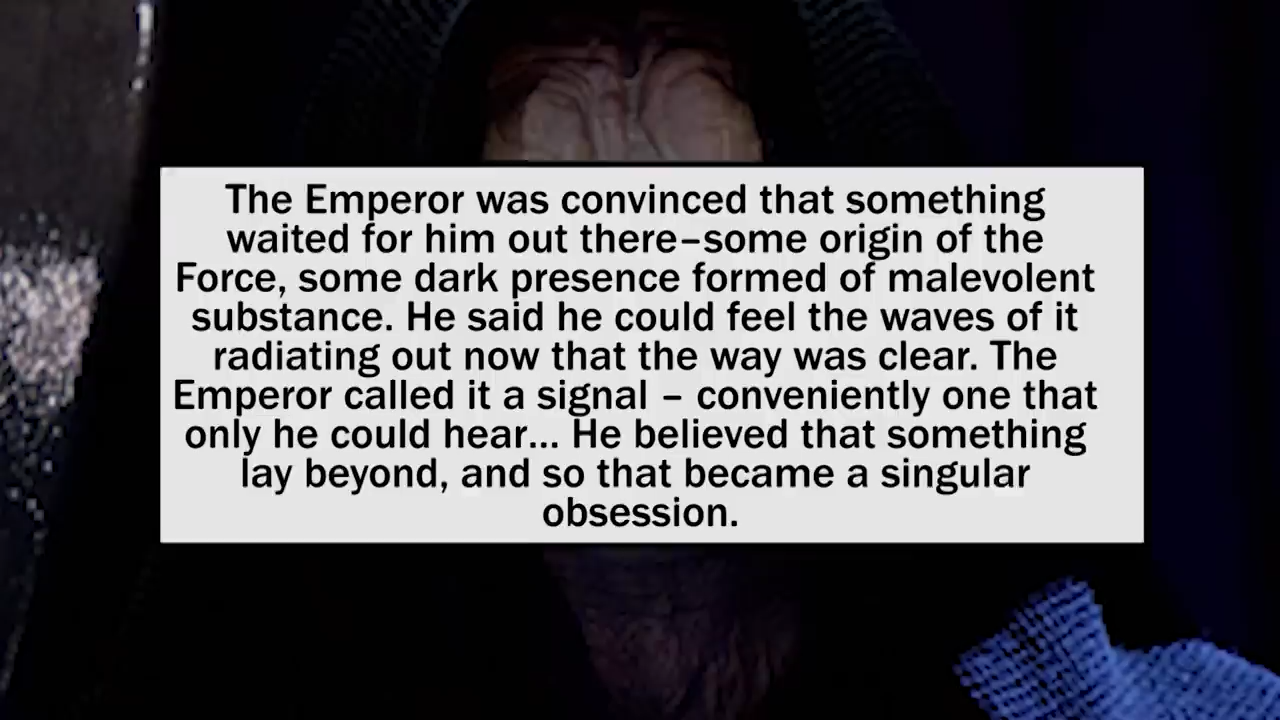 The Emperor was convinced that something
waited for him out there–some origin of the
Force, some dark presence formed of malevolent
substance. He said he could feel the waves of it
radiating out now that the way was clear. The
Emperor called it a signal – conveniently one that
only he could hear... He believed that something
lay beyond, and so that became a singular
obsession.